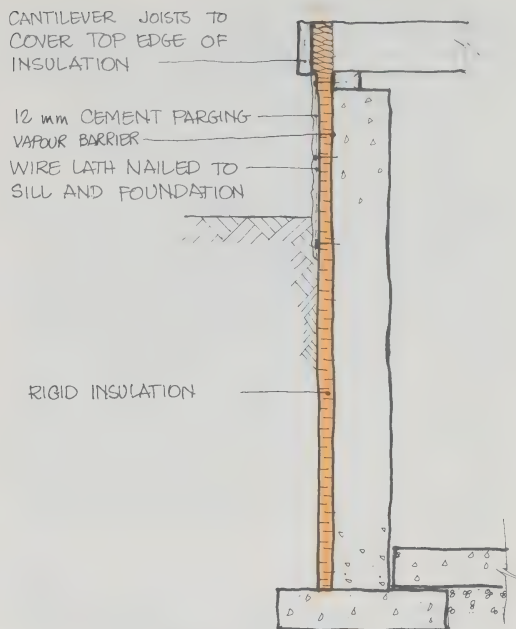 CANTILEVER JOISTS TO
COVER TOP EDGE OF
INSULATION
12 mm CEMENT PARGING
VAPOUR BARRIER
WIRE LATH NAILED TO
SILL AND FOUNDATION
RIGID INSULATION